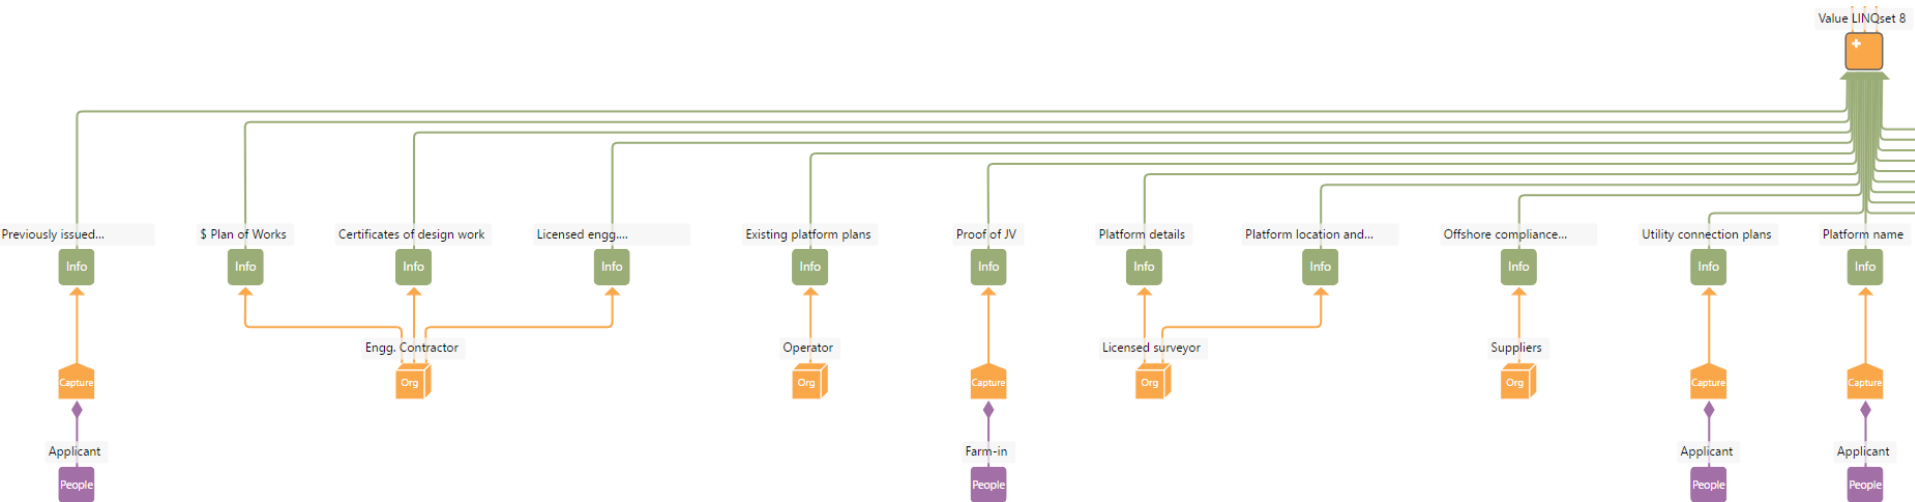 Value LINQset 8
Previously issued...
$ Plan of Works
Certificates of design work
Licensed engg....
Existing platform plans
Proof of JV
Platform details
Platform location and...
Offshore compliance...
Utility connection plans
Platform name
Info
Info
Info
Info
Info
Info
Info
Info
Info
Info
Info
Engg. Contractor
Operator
Licensed surveyor
Suppliers
Capture
Org
Org
Capture
Org
Org
Capture
Capture
Applicant
Farm-in
Applicant
Applicant
People
People
People
People